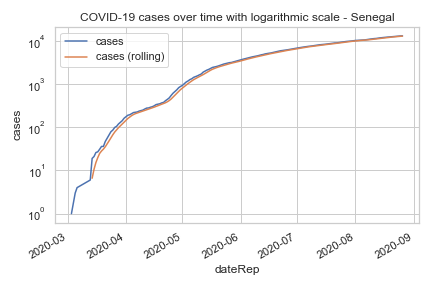 COVID-19 cases over time with logarithmic scale - Senegal
cases
cases (rolling)
10⁴
10³
10²
10¹
10⁰
cases
2020-03
2020-04
2020-05
2020-06
2020-07
2020-08
2020-09
dateRep